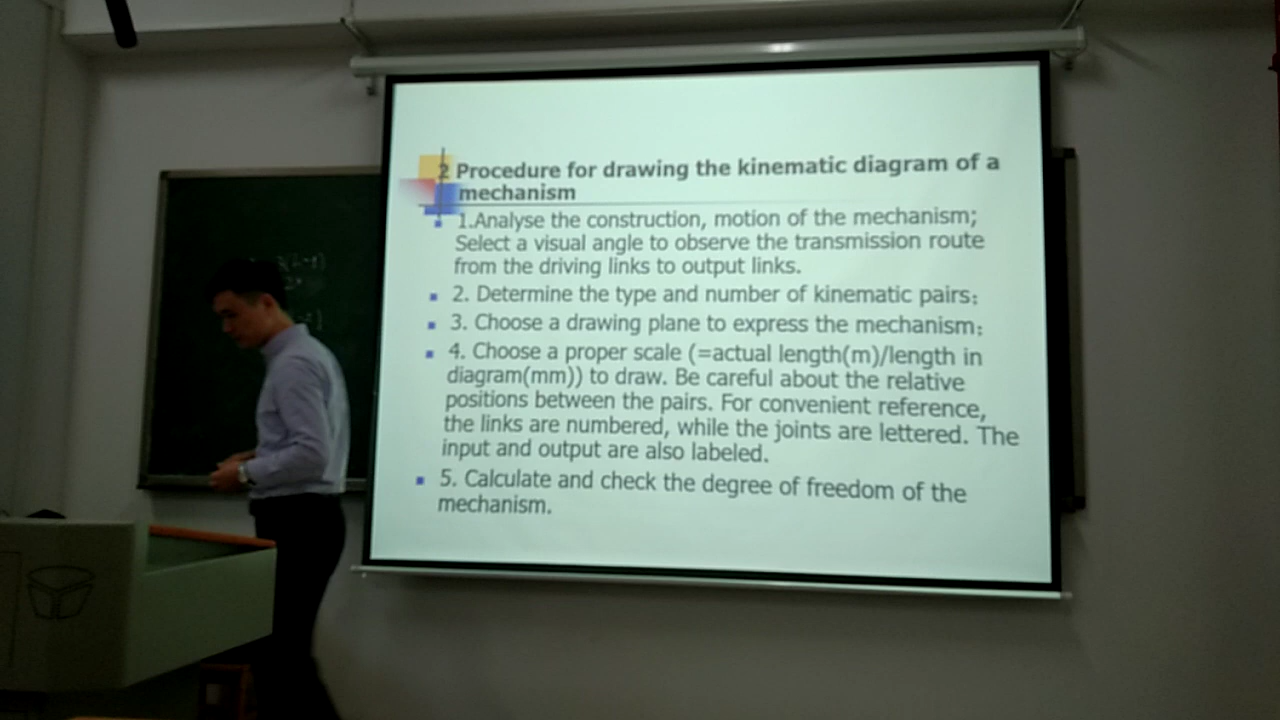 2 Procedure for drawing the kinematic diagram of a
mechanism
1.Analyse the construction, motion of the mechanism;
Select a visual angle to observe the transmission route
from the driving links to output links.
2. Determine the type and number of kinematic pairs;
3. Choose a drawing plane to express the mechanism;
4. Choose a proper scale (=actual length(m)/length in
diagram(mm)) to draw. Be careful about the relative
positions between the pairs. For convenient reference,
the links are numbered, while the joints are lettered. The
input and output are also labeled.
5. Calculate and check the degree of freedom of the
mechanism.